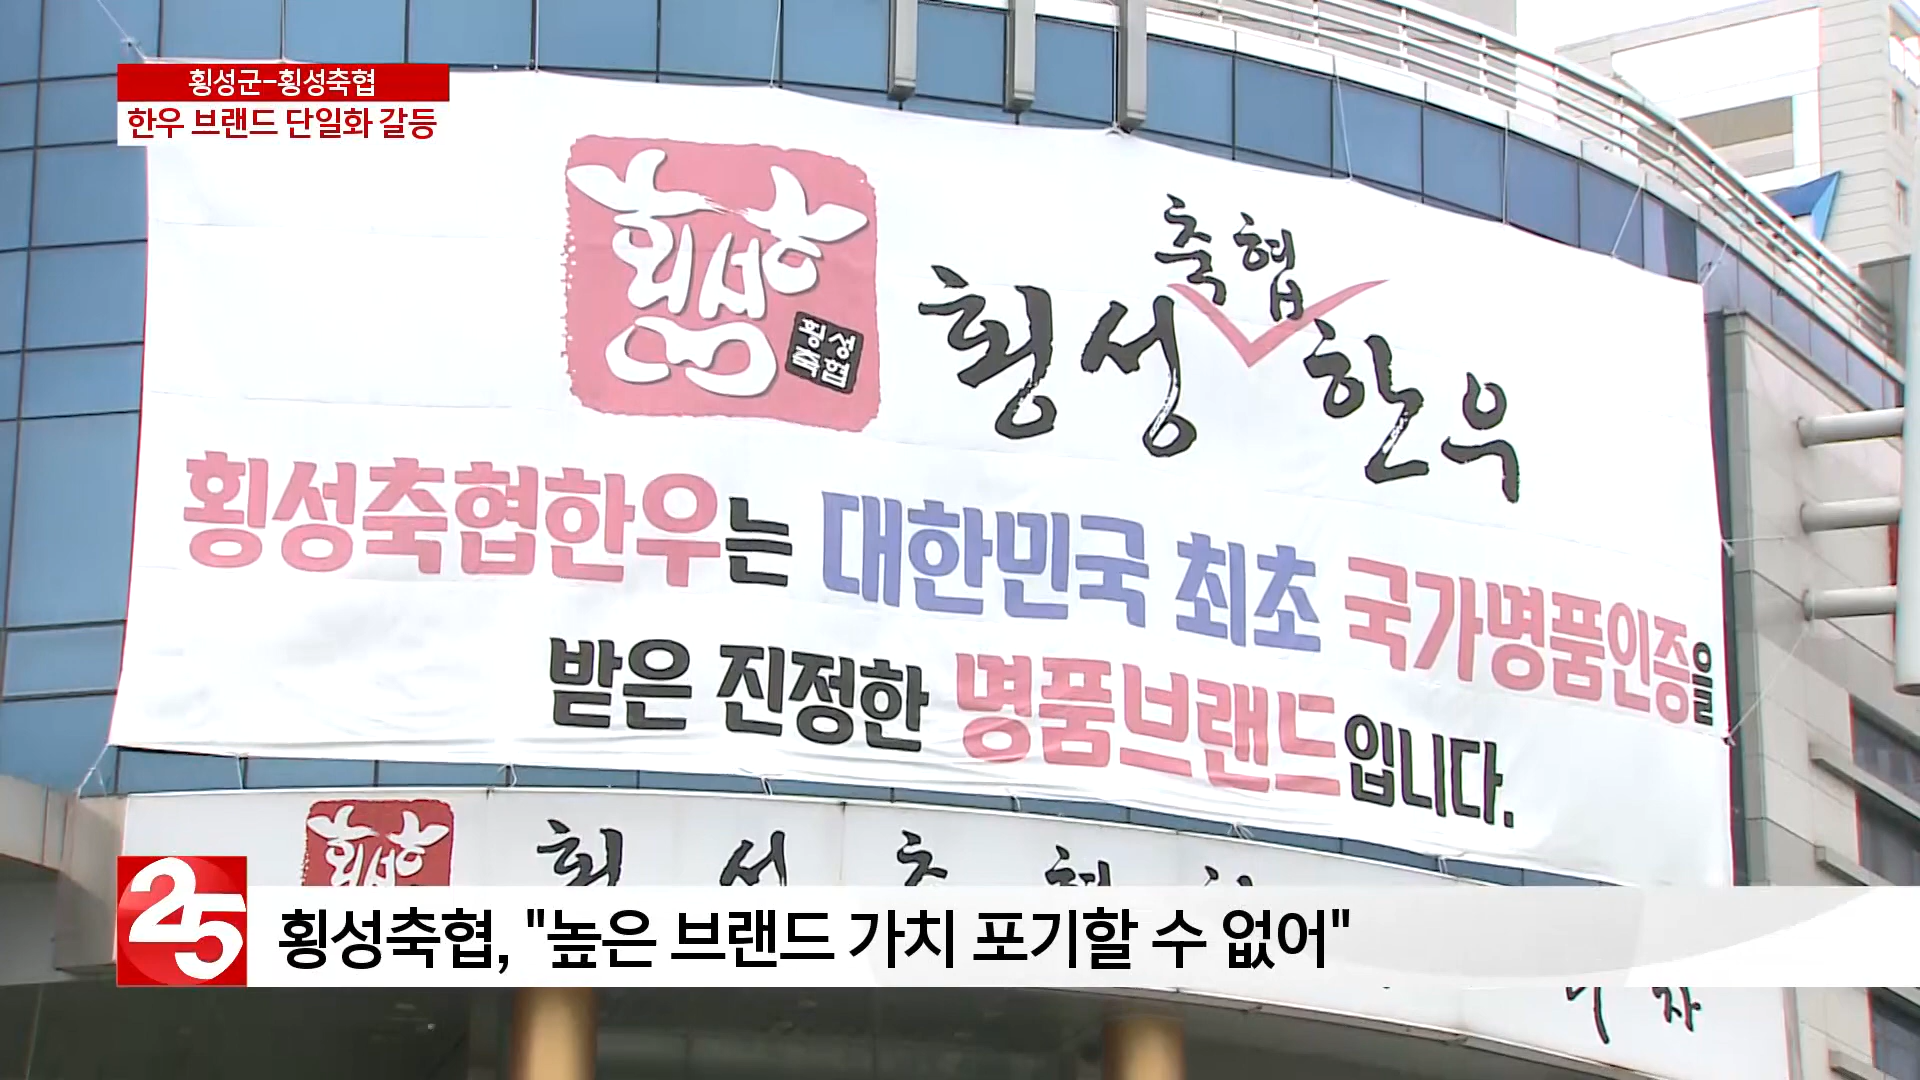 횡성군-횡성축협
한우 브랜드 단일화 갈등
횡성
횡성
축협
축협
횡성 한우
횡성축협한우는 대한민국 최초 국가명품인증을
받은 진정한 명품브랜드입니다.
횡성
횡성축협
25
횡성축협, "높은 브랜드 가치 포기할 수 없어"